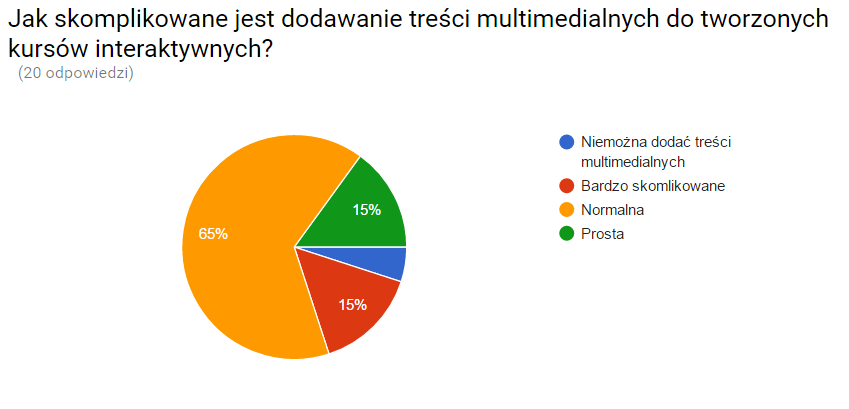 Jak skomplikowane jest dodawanie treści multimedialnych do tworzonych
kursów interaktywnych?
(20 odpowiedzi)
Niemożna dodać treści
multimedialnych
Bardzo skomlikowane
Normalna
Prosta
15%
65%
15%